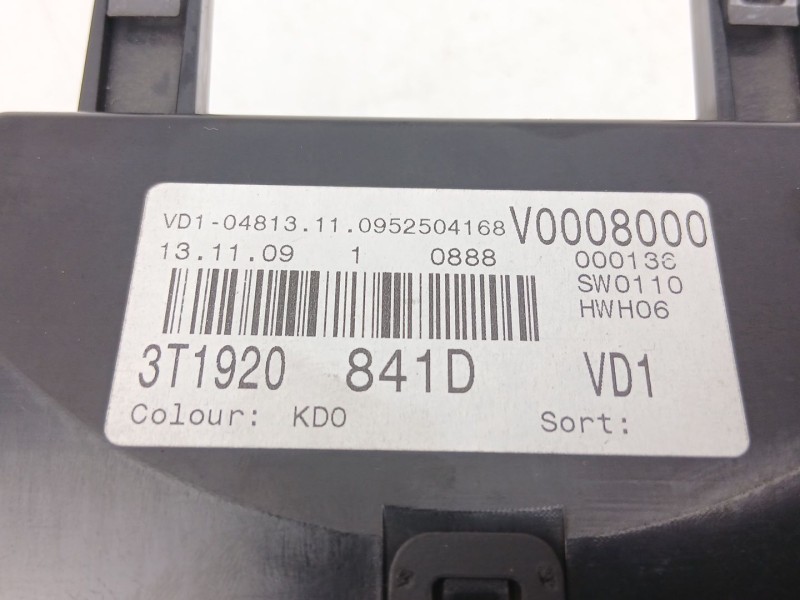 VD1-04813.11.0952504168 V0008000
13.11.09 1 0888 000136
SW0110
HWH06
3T1920 841D VD1
Colour: KD0 Sort: